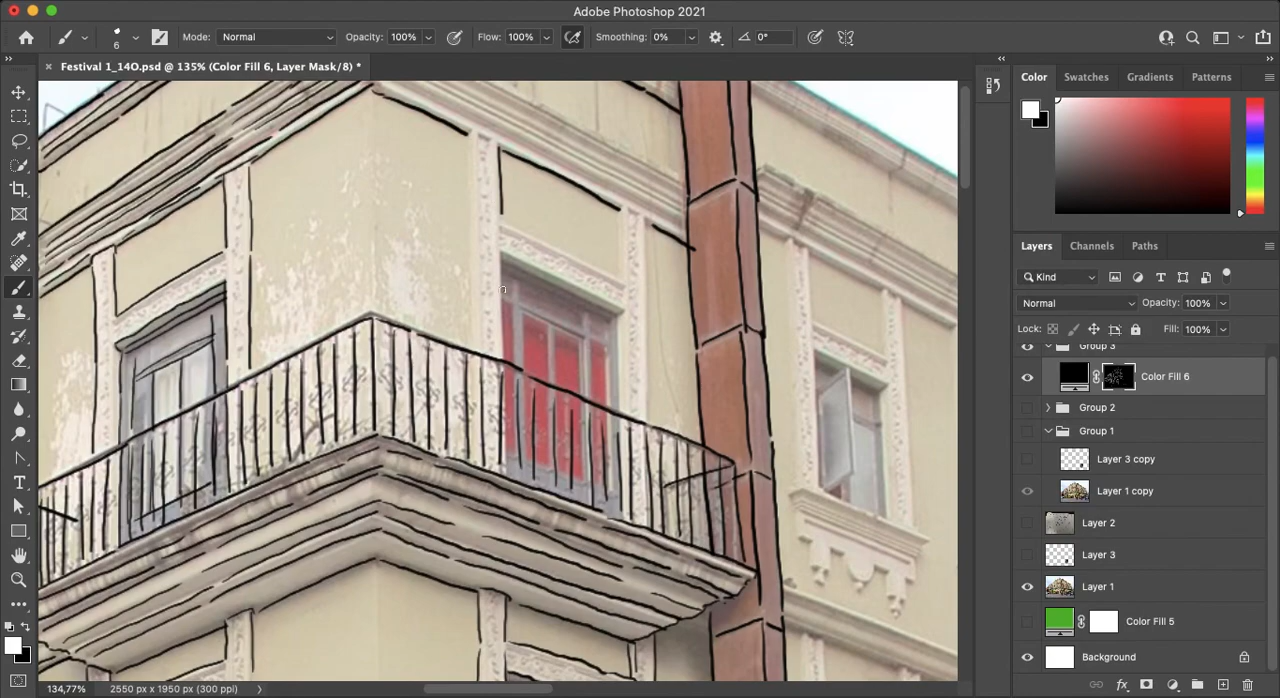 Adobe Photoshop 2021
6
Mode: Normal
Opacity: 100%
Flow: 100%
Smoothing: 0%
0°
Festival 1_14O.psd @ 135% (Color Fill 6, Layer Mask/8) *
Color
Swatches
Gradients
Patterns
Layers
Channels
Paths
Kind
Normal
Opacity: 100%
Lock:
Fill: 100%
Group 3
Color Fill 6
Group 2
Group 1
Layer 3 copy
Layer 1 copy
Layer 2
Layer 3
Layer 1
Color Fill 5
Background
134,77%
2550 px x 1950 px (300 ppi)